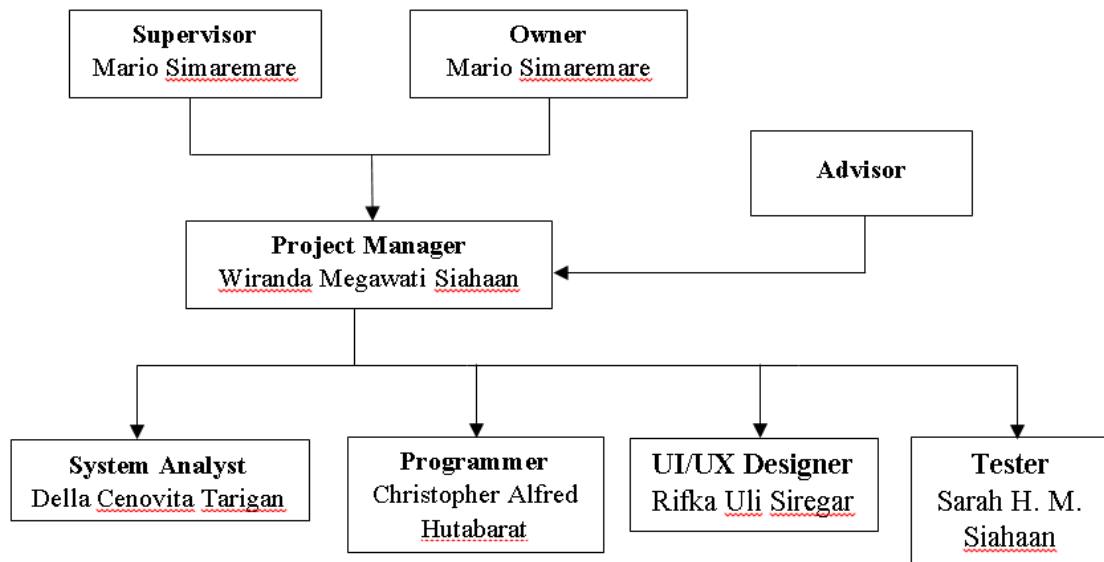 Supervisor
Mario Simaremare
Owner
Mario Simaremare
Advisor
Project Manager
Wiranda Megawati Siahaan
System Analyst
Della Cenovita Tarigan
Programmer
Christopher Alfred
Hutabarat
UI/UX Designer
Rifka Uli Siregar
Tester
Sarah H. M.
Siahaan